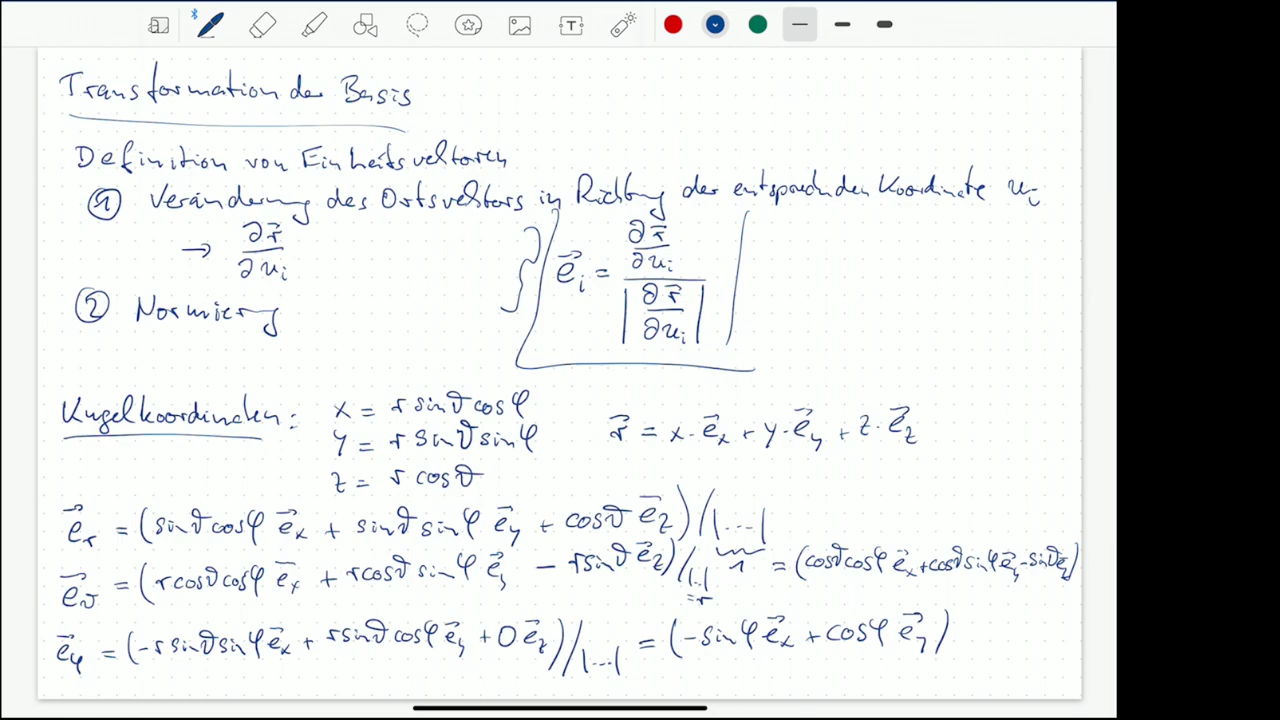 Transformation der Basis
Definition von Einheitsvektoren
① Veränderung des Ortsvektors in Richtung der entsprechenden Koordinate u_i
→ ∂r⃗/∂u_i } e⃗_i = (∂r⃗/∂u_i) / |∂r⃗/∂u_i|
② Normierung
Kugelkoordinaten: x = r sinϑ cosφ
y = r sinϑ sinφ r⃗ = x·e⃗_x + y·e⃗_y + z·e⃗_z
z = r cosϑ
e⃗_r = (sinϑ cosφ e⃗_x + sinϑ sinφ e⃗_y + cosϑ e⃗_z) / |...|
1
e⃗_ϑ = (r cosϑ cosφ e⃗_x + r cosϑ sinφ e⃗_y − r sinϑ e⃗_z) / |...| = (cosϑ cosφ e⃗_x + cosϑ sinφ e⃗_y − sinϑ e⃗_z)
= r
e⃗_φ = (−r sinϑ sinφ e⃗_x + r sinϑ cosφ e⃗_y + 0 e⃗_z) / |...| = (−sinφ e⃗_x + cosφ e⃗_y)